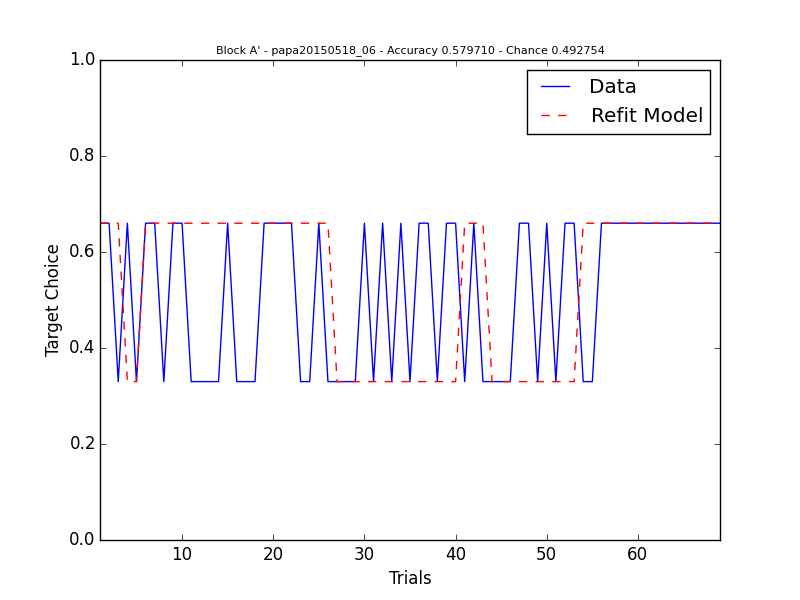 Block A' - papa20150518_06 - Accuracy 0.579710 - Chance 0.492754
1.0
Data
Refit Model
0.8
0.6
Target Choice
0.4
0.2
0.0
10 20 30 40 50 60
Trials